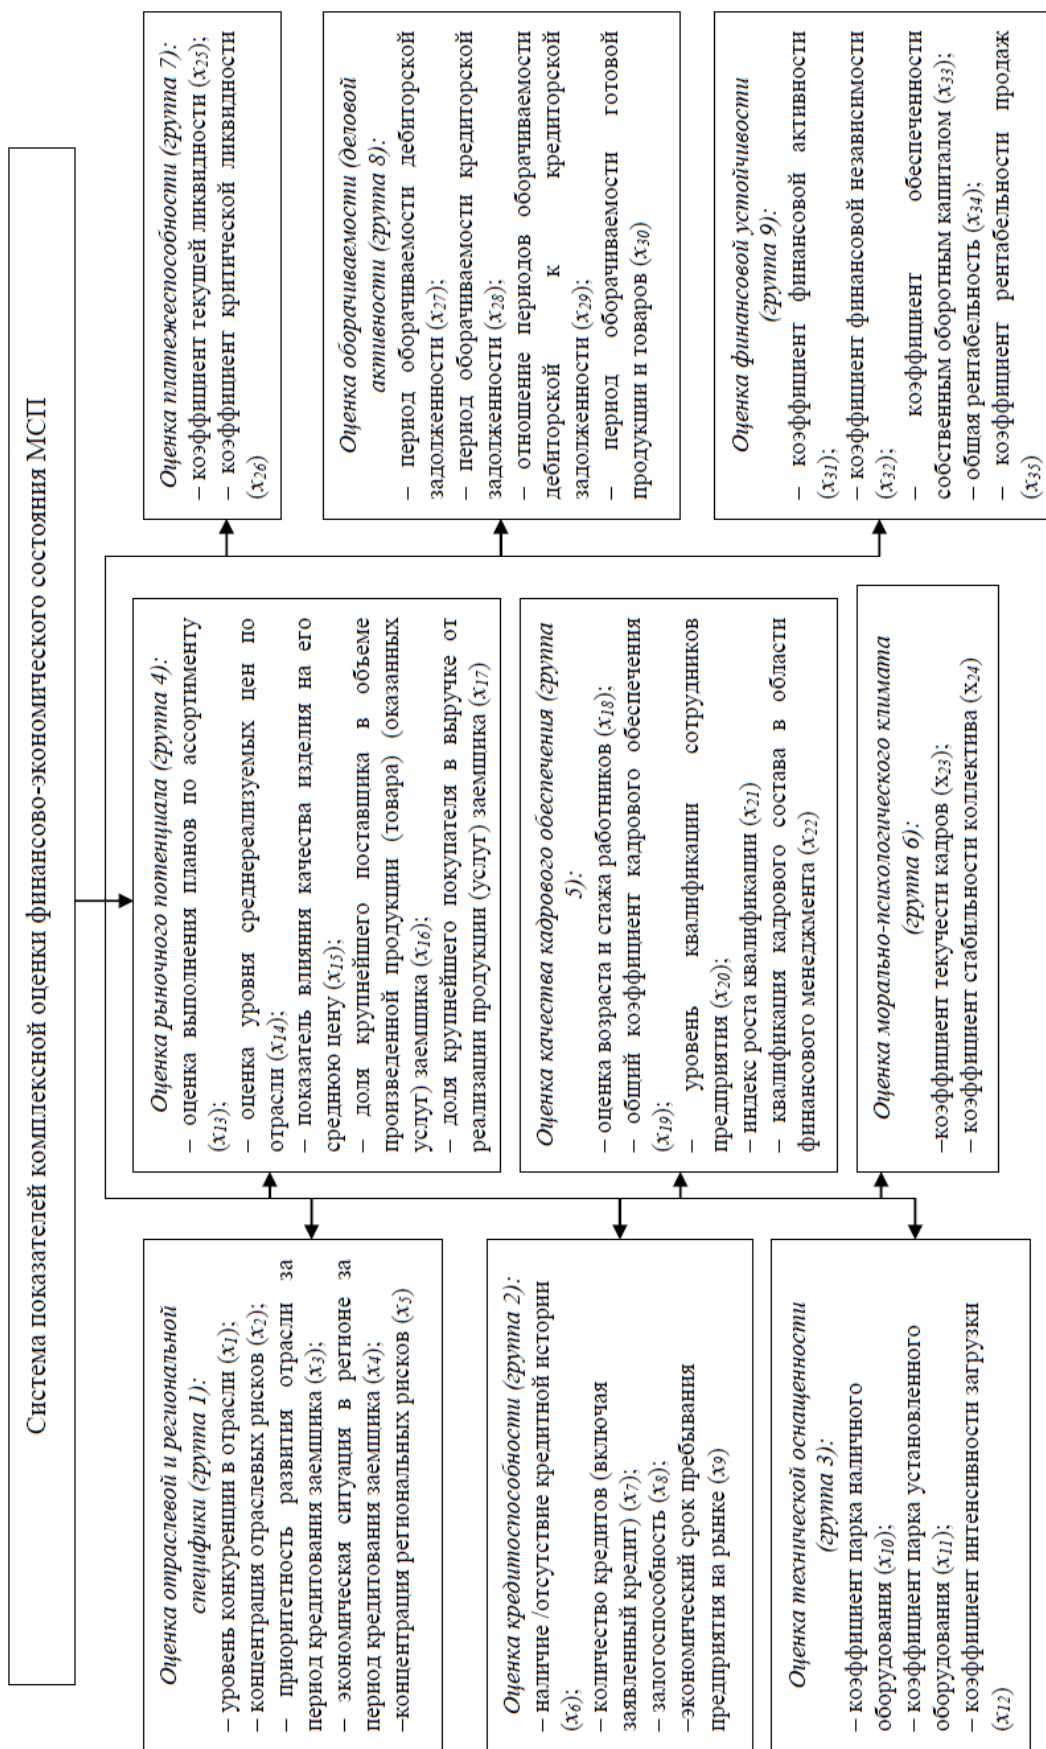 Система показателей комплексной оценки финансово-экономического состояния МСП
Оценка отраслевой и региональной
специфики (группа 1):
– уровень конкуренции в отрасли (x1);
– концентрация отраслевых рисков (x2);
– приоритетность развития отрасли за
период кредитования заемщика (x3);
– экономическая ситуация в регионе за
период кредитования заемщика (x4);
–концентрация региональных рисков (x5)
Оценка кредитоспособности (группа 2):
– наличие /отсутствие кредитной истории
(x6);
– количество кредитов (включая
заявленный кредит) (x7);
– залогоспособность (x8);
–экономический срок пребывания
предприятия на рынке (x9)
Оценка технической оснащенности
(группа 3):
– коэффициент парка наличного
оборудования (x10);
– коэффициент парка установленного
оборудования (x11);
– коэффициент интенсивности загрузки
(x12)
Оценка рыночного потенциала (группа 4):
– оценка выполнения планов по ассортименту
(x13);
– оценка уровня среднереализуемых цен по
отрасли (x14);
– показатель влияния качества изделия на его
среднюю цену (x15);
– доля крупнейшего поставщика в объеме
произведенной продукции (товара) (оказанных
услуг) заемщика (x16);
– доля крупнейшего покупателя в выручке от
реализации продукции (услуг) заемщика (x17)
Оценка качества кадрового обеспечения (группа
5):
– оценка возраста и стажа работников (x18);
– общий коэффициент кадрового обеспечения
(x19);
– уровень квалификации сотрудников
предприятия (x20);
– индекс роста квалификации (x21)
– квалификация кадрового состава в области
финансового менеджмента (x22)
Оценка морально-психологического климата
(группа 6):
–коэффициент текучести кадров (x23);
– коэффициент стабильности коллектива (x24)
Оценка платежеспособности (группа 7):
– коэффициент текущей ликвидности (x25);
– коэффициент критической ликвидности
(x26)
Оценка оборачиваемости (деловой
активности (группа 8):
– период оборачиваемости дебиторской
задолженности (x27);
– период оборачиваемости кредиторской
задолженности (x28);
– отношение периодов оборачиваемости
дебиторской к кредиторской
задолженности (x29);
– период оборачиваемости готовой
продукции и товаров (x30)
Оценка финансовой устойчивости
(группа 9):
– коэффициент финансовой активности
(x31);
– коэффициент финансовой независимости
(x32);
– коэффициент обеспеченности
собственным оборотным капиталом (x33);
– общая рентабельность (x34);
– коэффициент рентабельности продаж
(x35)